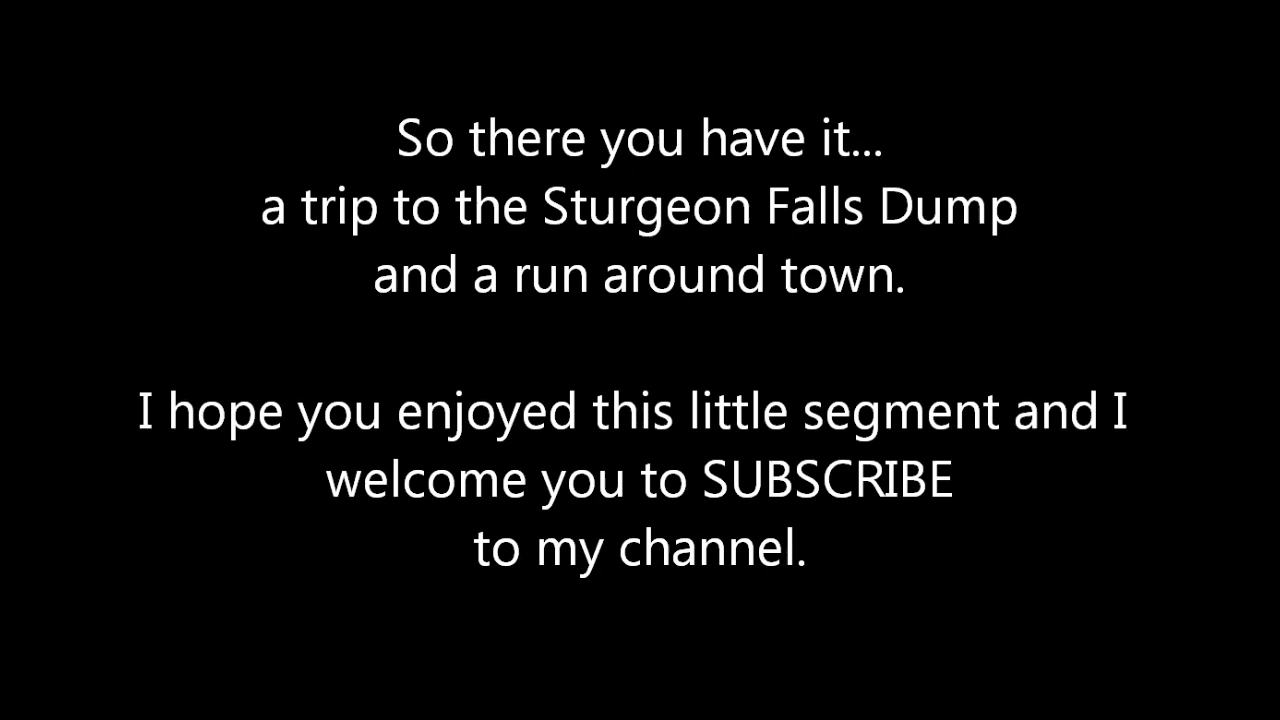 So there you have it...
a trip to the Sturgeon Falls Dump
and a run around town.
I hope you enjoyed this little segment and I
welcome you to SUBSCRIBE
to my channel.